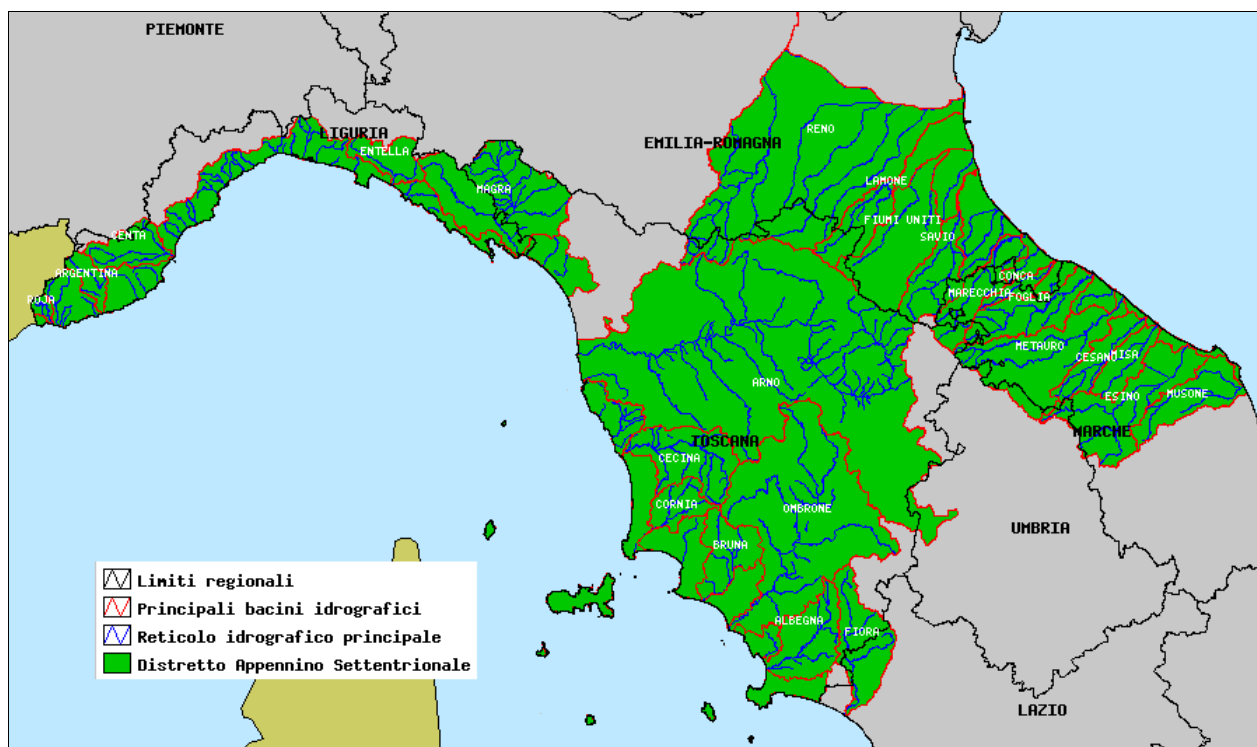 PIEMONTE
LIGURIA
ENTELLA
EMILIA-ROMAGNA
RENO
MAGRA
LAMONE
FIUMI UNITI
SAVIO
CENTA
ARGENTINA
ROJA
CONCA
MARECCHIA
FOGLIA
METAURO
CESANO
MISA
ESINO
MUSONE
MARCHE
ARNO
TOSCANA
CECINA
CORNIA
OMBRONE
BRUNA
UMBRIA
ALBEGNA
FIORA
LAZIO
Limiti regionali
Principali bacini idrografici
Reticolo idrografico principale
Distretto Appennino Settentrionale